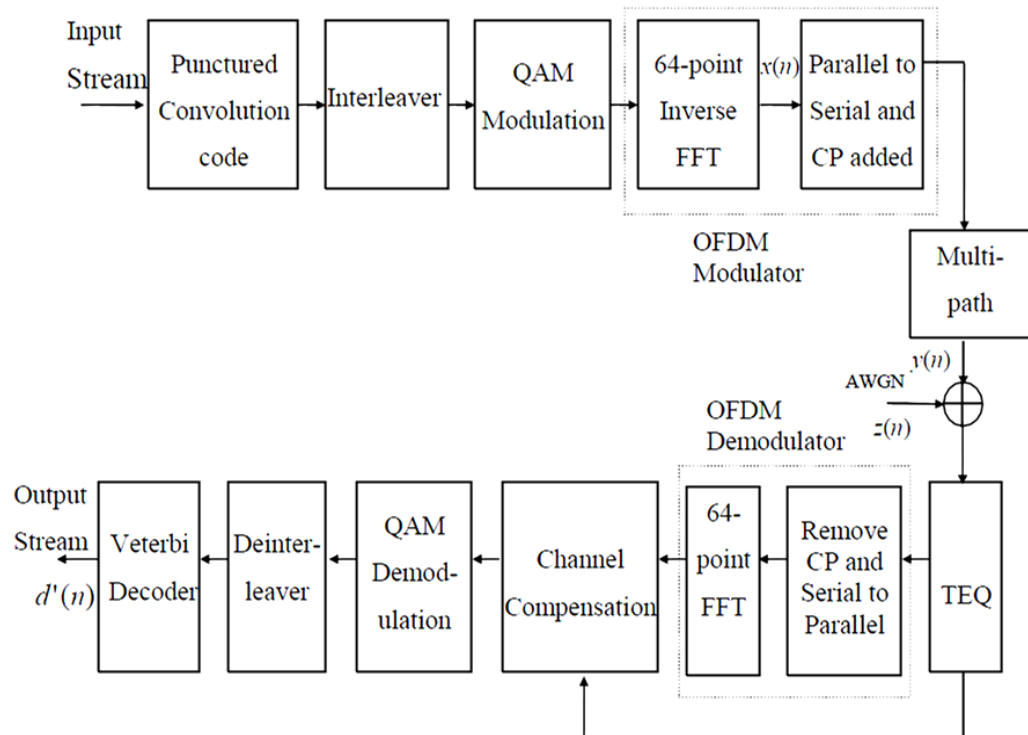 Input
Stream
Punctured
Convolution
code
Interleaver
QAM
Modulation
64-point
Inverse
FFT
x(n)
Parallel to
Serial and
CP added
OFDM
Modulator
Multi-
path
y(n)
AWGN
z(n)
OFDM
Demodulator
Output
Stream
d'(n)
Veterbi
Decoder
Deinter-
leaver
QAM
Demod-
ulation
Channel
Compensation
64-
point
FFT
Remove
CP and
Serial to
Parallel
TEQ